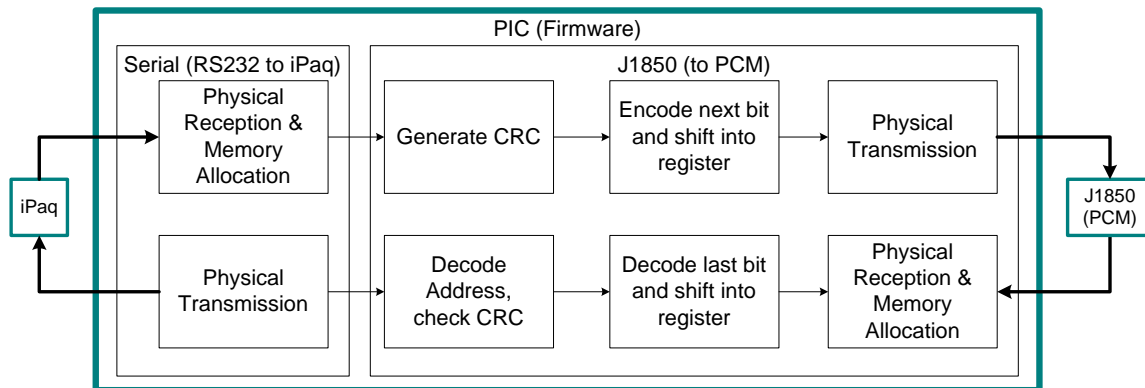 PIC (Firmware)
Serial (RS232 to iPaq)
J1850 (to PCM)
Physical
Reception &
Memory
Allocation
Generate CRC
Encode next bit
and shift into
register
Physical
Transmission
iPaq
J1850
(PCM)
Physical
Transmission
Decode
Address,
check CRC
Decode last bit
and shift into
register
Physical
Reception &
Memory
Allocation